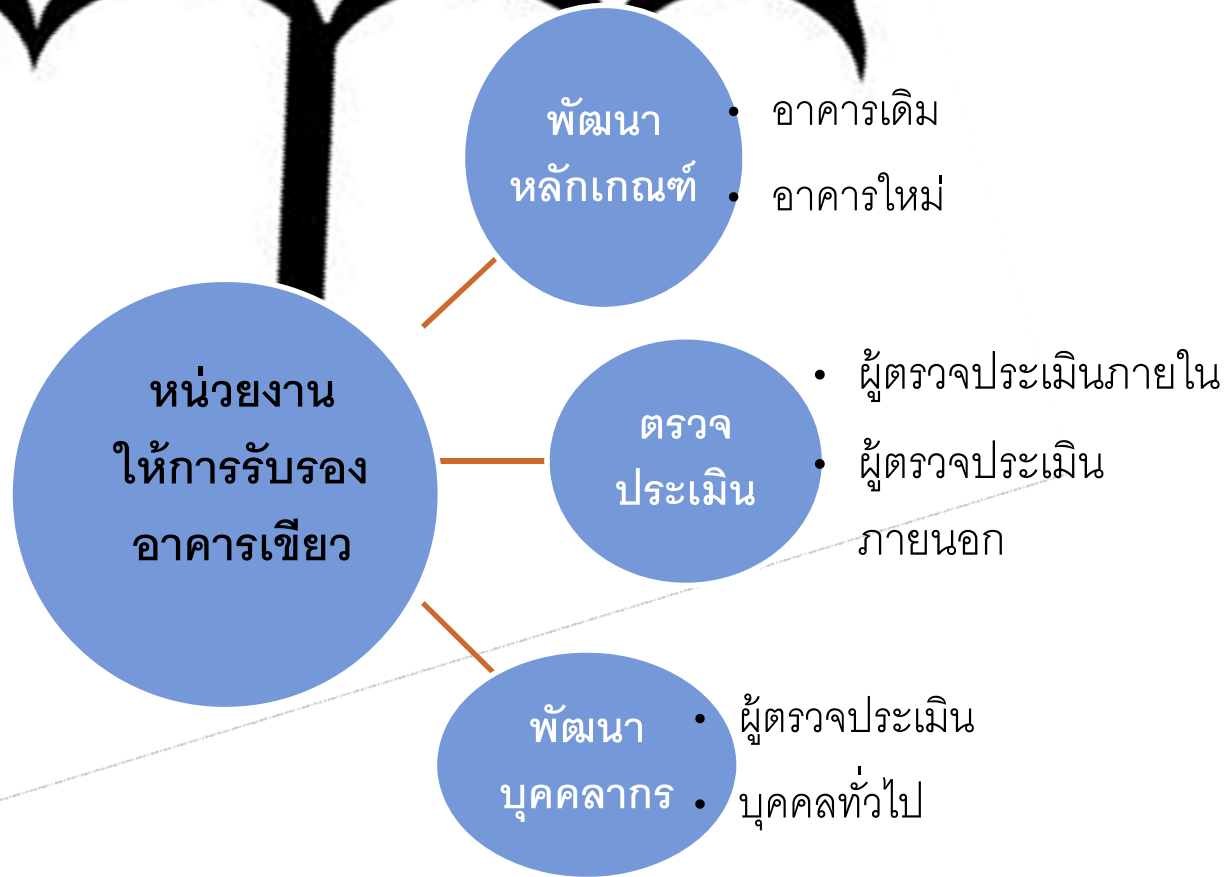 หน่วยงาน
ให้การรับรอง
อาคารเขียว
พัฒนา
หลักเกณฑ์
• อาคารเดิม
• อาคารใหม่
ตรวจ
ประเมิน
• ผู้ตรวจประเมินภายใน
• ผู้ตรวจประเมิน
ภายนอก
พัฒนา
บุคคลากร
• ผู้ตรวจประเมิน
• บุคคลทั่วไป